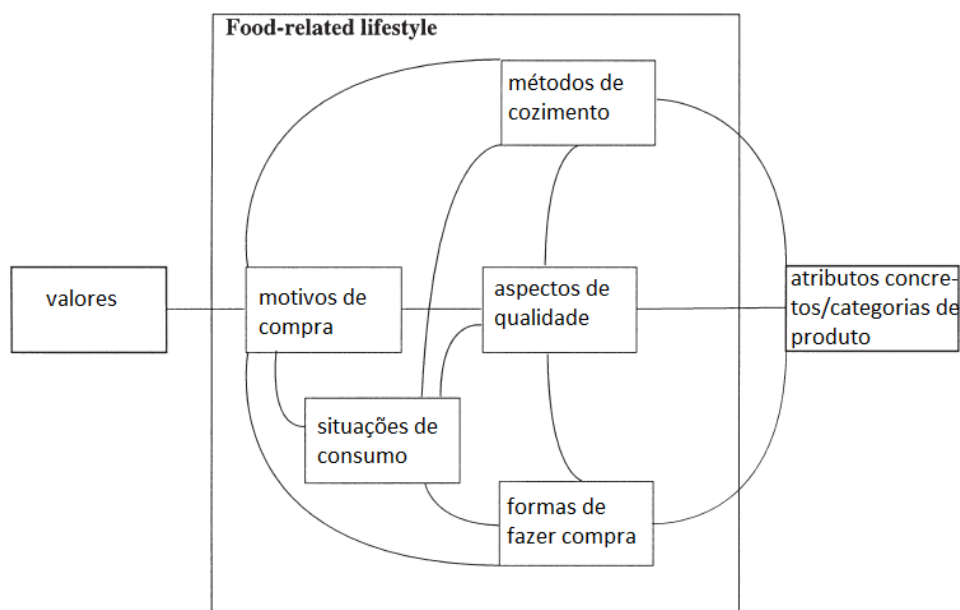 Food-related lifestyle
métodos de
cozimento
valores
motivos de
compra
aspectos de
qualidade
atributos concre-
tos/categorias de
produto
situações de
consumo
formas de
fazer compra